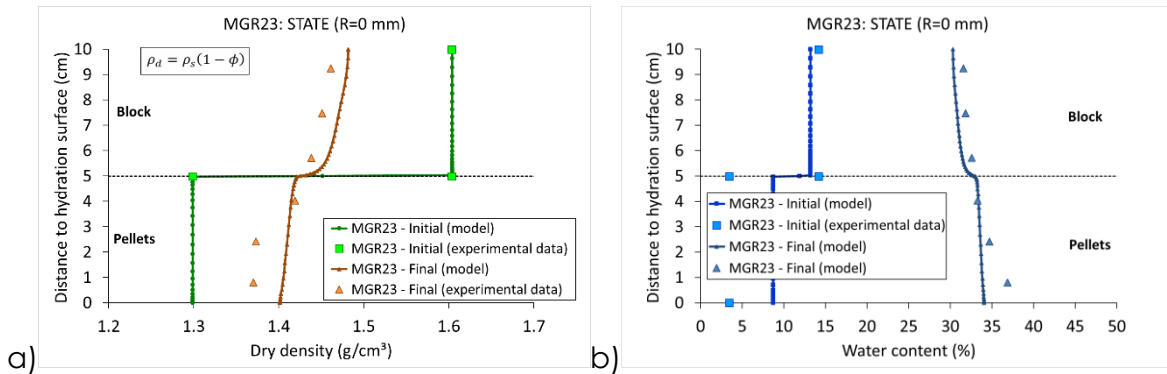 MGR23: STATE (R=0 mm)
10
9
8
7
6
5
4
3
2
1
0
Distance to hydration surface (cm)
ρ_d = ρ_s(1 − ϕ)
Block
Pellets
MGR23 - Initial (model)
MGR23 - Initial (experimental data)
MGR23 - Final (model)
MGR23 - Final (experimental data)
1.2 1.3 1.4 1.5 1.6 1.7
Dry density (g/cm³)
a)
MGR23: STATE (R=0 mm)
10
9
8
7
6
5
4
3
2
1
0
Distance to hydration surface (cm)
Block
MGR23 - Initial (model)
MGR23 - Initial (experimental data)
MGR23 - Final (model)
MGR23 - Final (experimental data)
Pellets
0 5 10 15 20 25 30 35 40 45 50
Water content (%)
b)